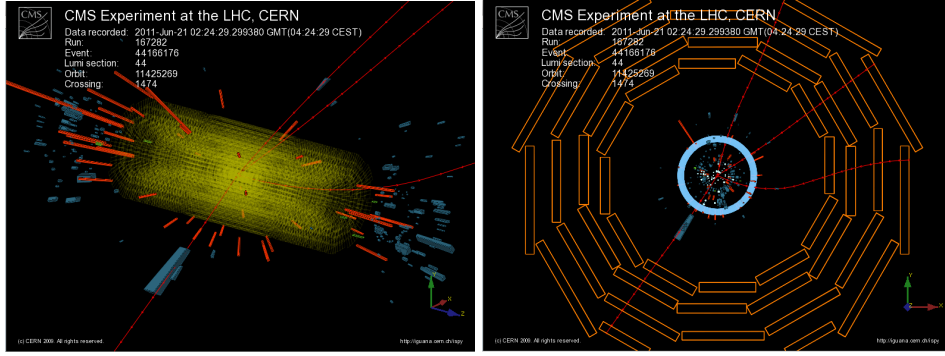 CMS
CMS Experiment at the LHC, CERN
Data recorded: 2011-Jun-21 02:24:29.299380 GMT(04:24:29 CEST)
Run: 167282
Event: 44166176
Lumi section: 44
Orbit: 11425269
Crossing: 1474
Y
X
Z
(c) CERN 2009. All rights reserved.
http://iguana.cern.ch/ispy
CMS
CMS Experiment at the LHC, CERN
Data recorded: 2011-Jun-21 02:24:29.299380 GMT(04:24:29 CEST)
Run: 167282
Event: 44166176
Lumi section: 44
Orbit: 11425269
Crossing: 1474
Y
X
Z
(c) CERN 2009. All rights reserved.
http://iguana.cern.ch/ispy